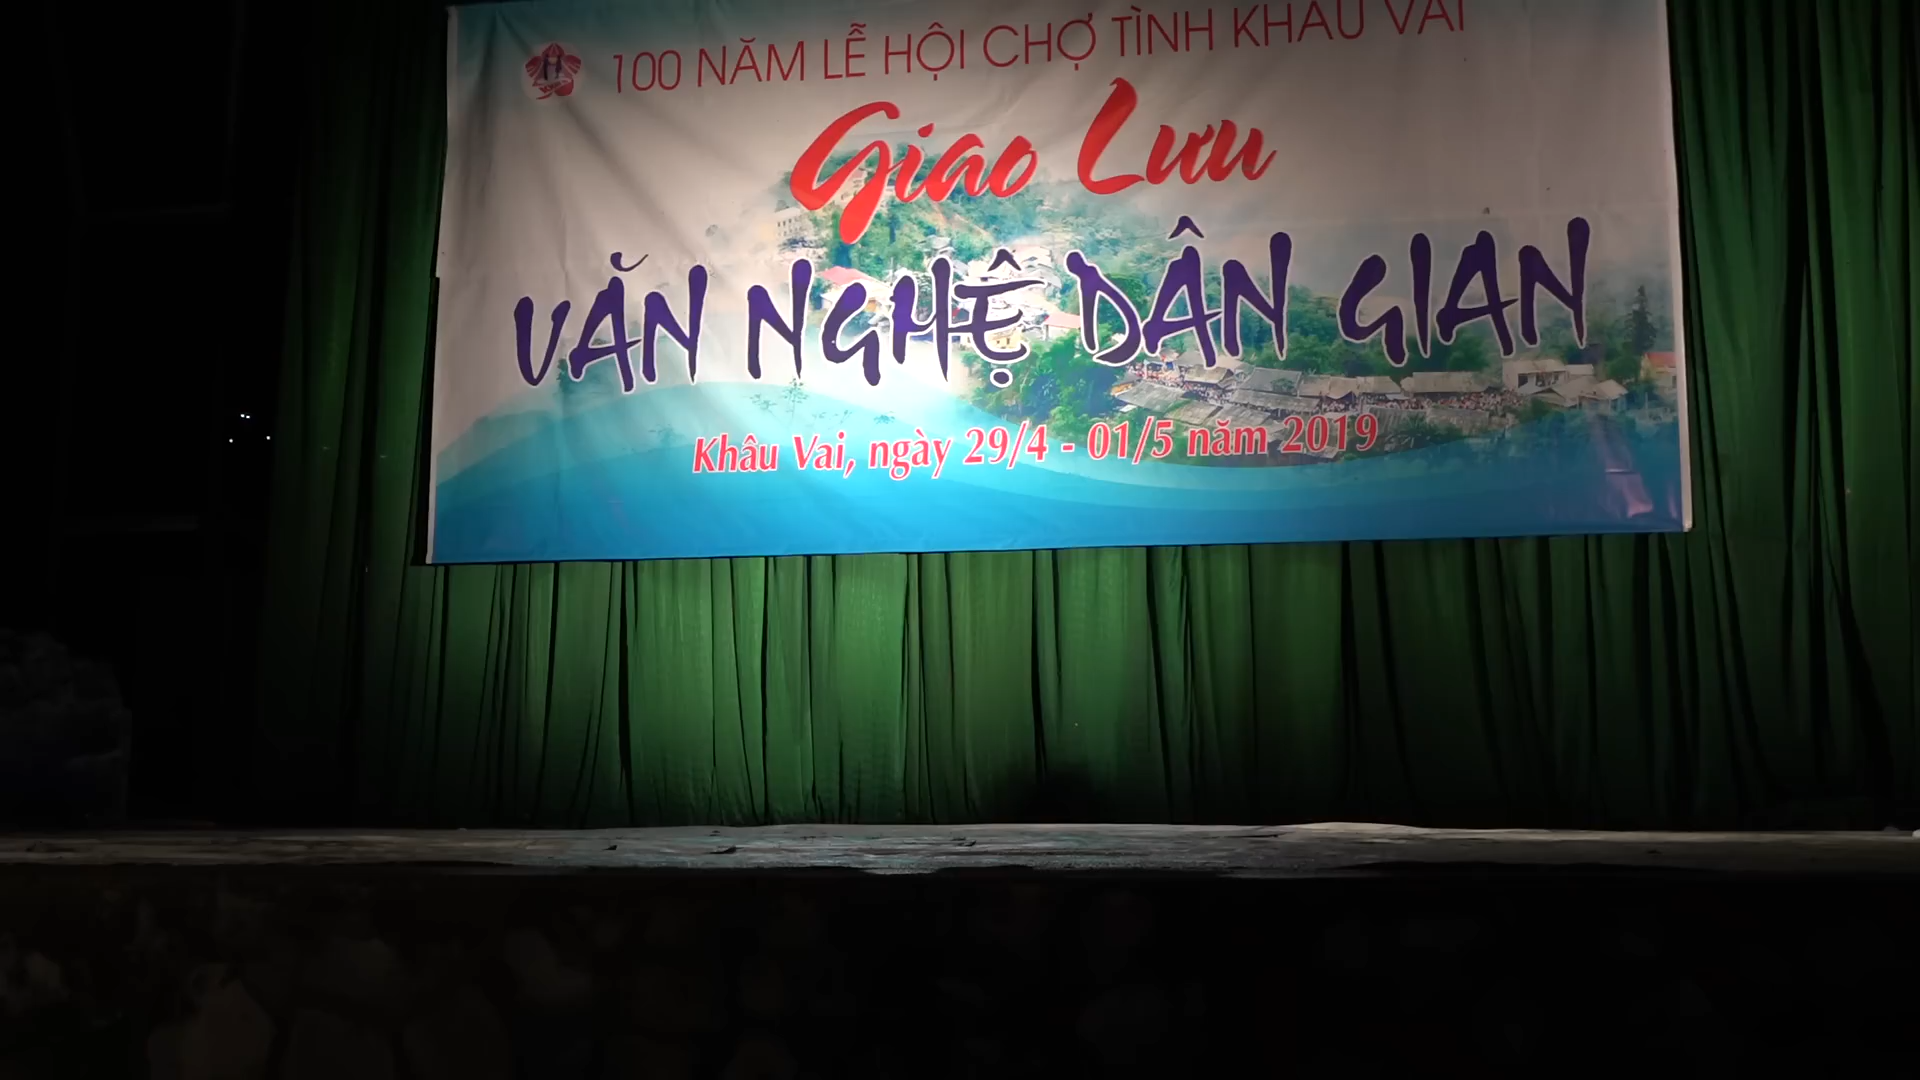 100 NĂM LỄ HỘI CHỢ TÌNH KHÂU VAI
Giao Lưu
VĂN NGHỆ DÂN GIAN
Khâu Vai, ngày 29/4 - 01/5 năm 2019